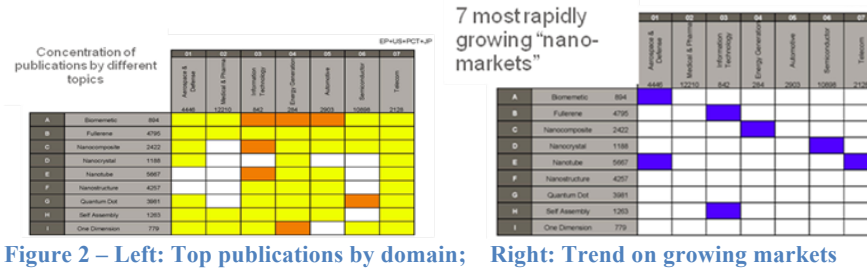 Concentration of
publications by different
topics
EP+US+PCT+JP
01 02 03 04 05 06 07
Aerospace & Defense
Medical & Pharma
Information Technology
Energy Generation
Automotive
Semiconductor
Telecom
4446 12210 842 284 2903 10898 2128
A Biomemetic 894
B Fullerene 4795
C Nanocomposite 2422
D Nanocrystal 1188
E Nanotube 5667
F Nanostructure 4257
G Quantum Dot 3981
H Self Assembly 1263
I One Dimension 779
7 most rapidly
growing "nano-
markets"
01 02 03 04 05 06 07
Aerospace & Defense
Medical & Pharma
Information Technology
Energy Generation
Automotive
Semiconductor
Telecom
4446 12210 842 284 2903 10898 212
A Biomemetic 894
B Fullerene 4795
C Nanocomposite 2422
D Nanocrystal 1188
E Nanotube 5667
F Nanostructure 4257
G Quantum Dot 3981
H Self Assembly 1263
I One Dimension 779
Figure 2 – Left: Top publications by domain; Right: Trend on growing markets